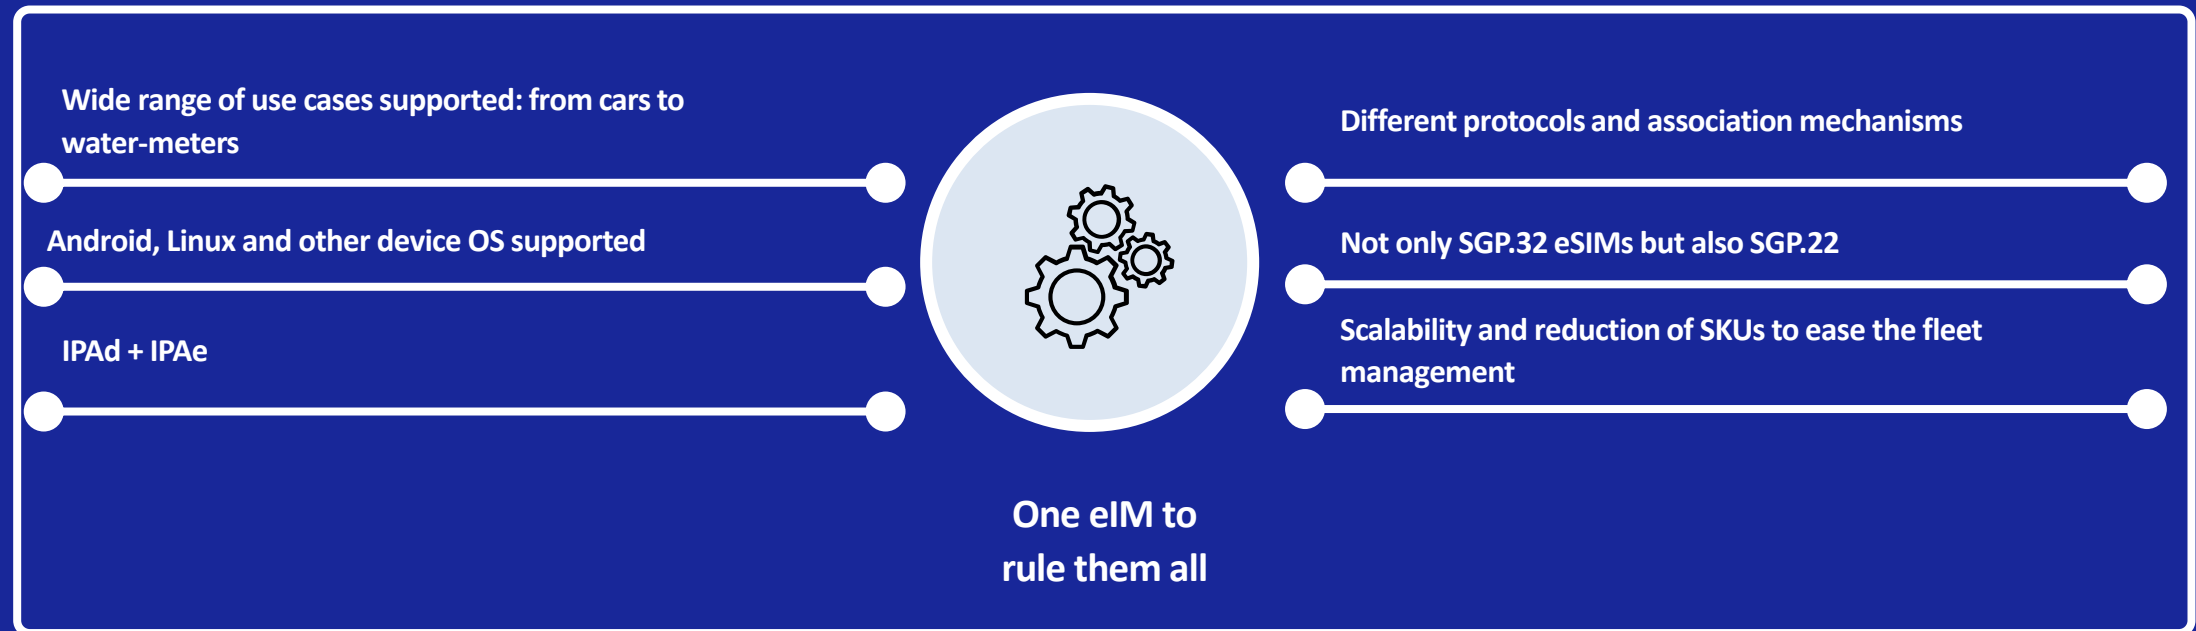 Wide range of use cases supported: from cars to
water-meters
Android, Linux and other device OS supported
IPAd + IPAe
One eIM to
rule them all
Different protocols and association mechanisms
Not only SGP.32 eSIMs but also SGP.22
Scalability and reduction of SKUs to ease the fleet
management